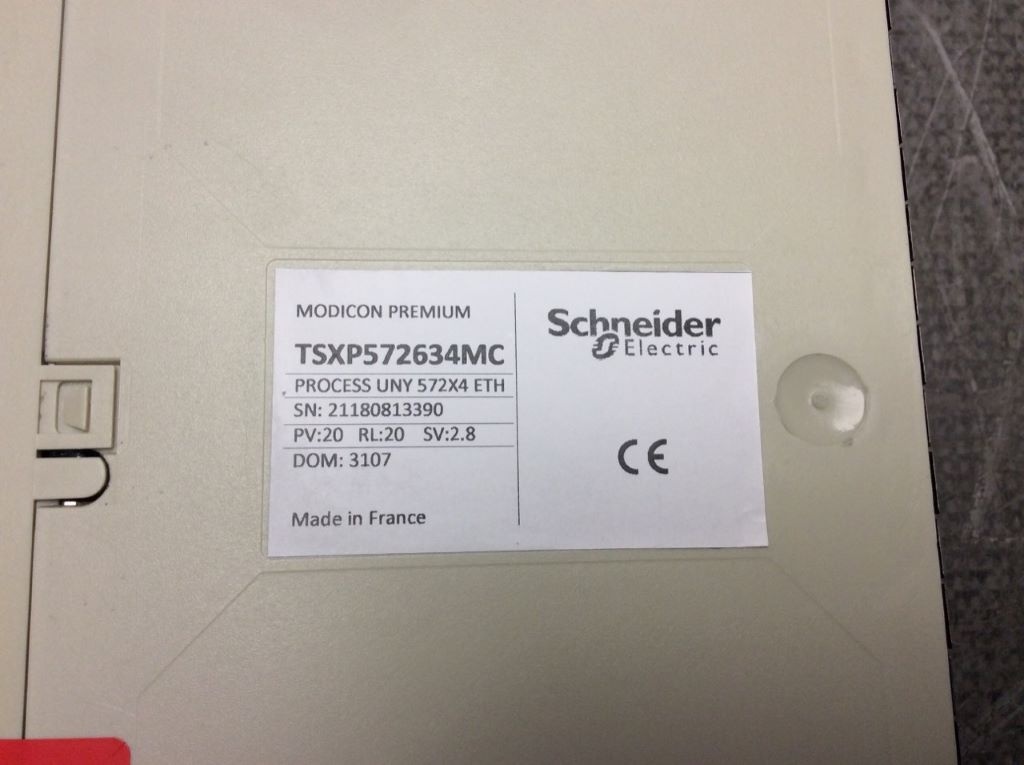 MODICON PREMIUM
TSXP572634MC
PROCESS UNY 572X4 ETH
SN: 21180813390
PV:20 RL:20 SV:2.8
DOM: 3107
Made in France
Schneider
Electric
CE